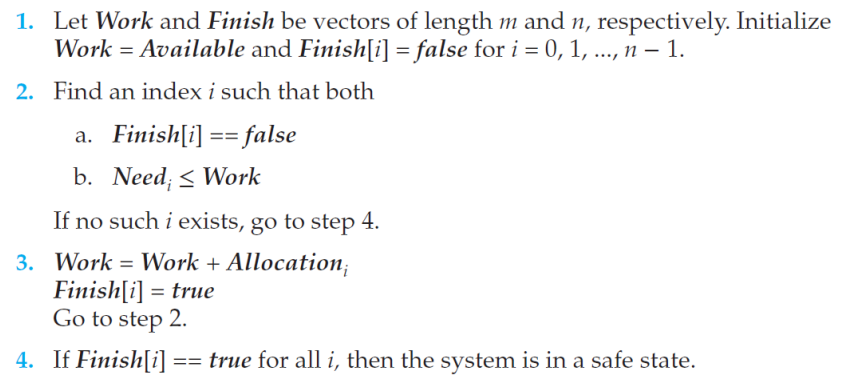 1. Let Work and Finish be vectors of length m and n, respectively. Initialize
Work = Available and Finish[i] = false for i = 0, 1, ..., n – 1.
2. Find an index i such that both
a. Finish[i] == false
b. Needᵢ ≤ Work
If no such i exists, go to step 4.
3. Work = Work + Allocationᵢ
Finish[i] = true
Go to step 2.
4. If Finish[i] == true for all i, then the system is in a safe state.